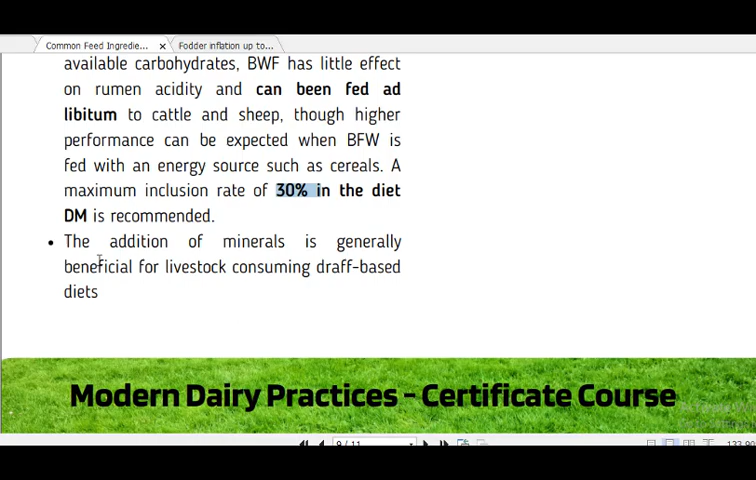 Common Feed Ingredie... × Fodder inflation up to...
available carbohydrates, BWF has little effect
on rumen acidity and can been fed ad
libitum to cattle and sheep, though higher
performance can be expected when BFW is
fed with an energy source such as cereals. A
maximum inclusion rate of 30% in the diet
DM is recommended.
• The addition of minerals is generally
beneficial for livestock consuming draff-based
diets
Modern Dairy Practices - Certificate Course
9 / 11